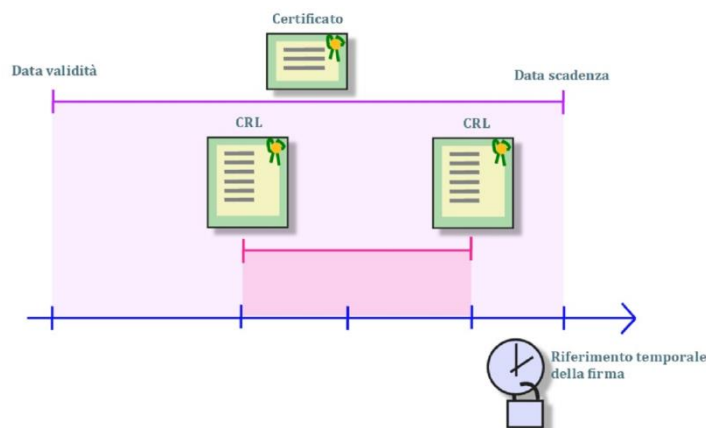 Certificato
Data validità
Data scadenza
CRL
CRL
Riferimento temporale
della firma